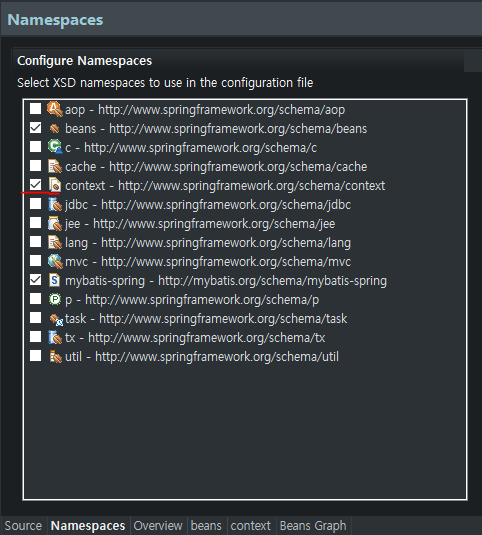 Namespaces
Configure Namespaces
Select XSD namespaces to use in the configuration file
aop - http://www.springframework.org/schema/aop
beans - http://www.springframework.org/schema/beans
c - http://www.springframework.org/schema/c
cache - http://www.springframework.org/schema/cache
context - http://www.springframework.org/schema/context
jdbc - http://www.springframework.org/schema/jdbc
jee - http://www.springframework.org/schema/jee
lang - http://www.springframework.org/schema/lang
mvc - http://www.springframework.org/schema/mvc
mybatis-spring - http://mybatis.org/schema/mybatis-spring
p - http://www.springframework.org/schema/p
task - http://www.springframework.org/schema/task
tx - http://www.springframework.org/schema/tx
util - http://www.springframework.org/schema/util
Source Namespaces Overview beans context Beans Graph